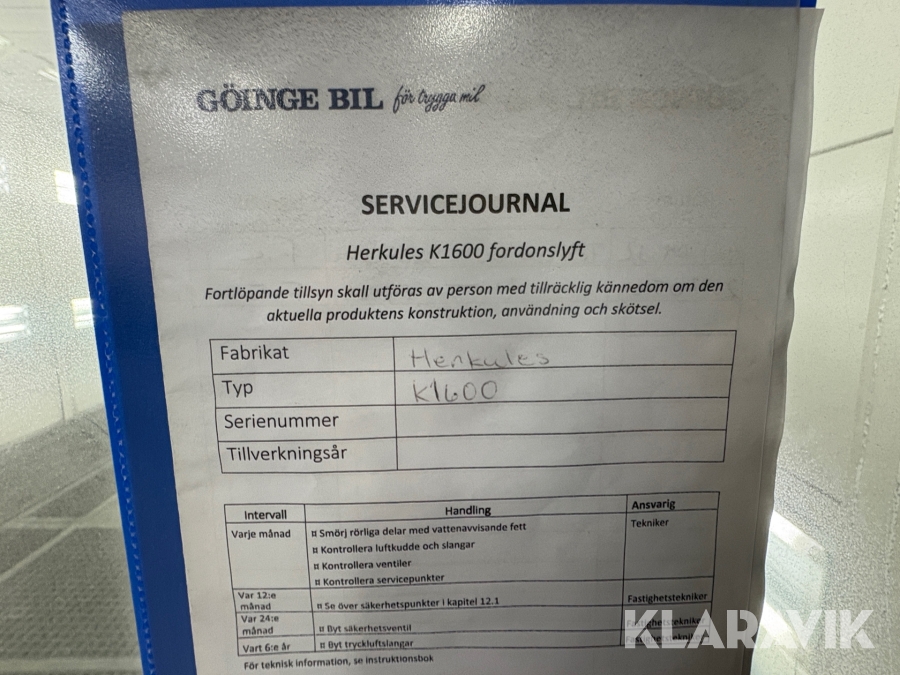 GÖINGE BIL för trygga mil
SERVICEJOURNAL
Herkules K1600 fordonslyft
Fortlöpande tillsyn skall utföras av person med tillräcklig kännedom om den
aktuella produktens konstruktion, användning och skötsel.
Fabrikat Herkules
Typ K1600
Serienummer
Tillverkningsår
Intervall Handling Ansvarig
Varje månad ¤ Smörj rörliga delar med vattenavvisande fett Tekniker
¤ Kontrollera luftkudde och slangar
¤ Kontrollera ventiler
¤ Kontrollera servicepunkter
Var 12:e
månad ¤ Se över säkerhetspunkter i kapitel 12.1 Fastighetstekniker
Var 24:e
månad ¤ Byt säkerhetsventil Fastighetstekniker
Vart 6:e år ¤ Byt tryckluftslangar Fastighetstekniker
För teknisk information, se instruktionsbok
KLARAVIK